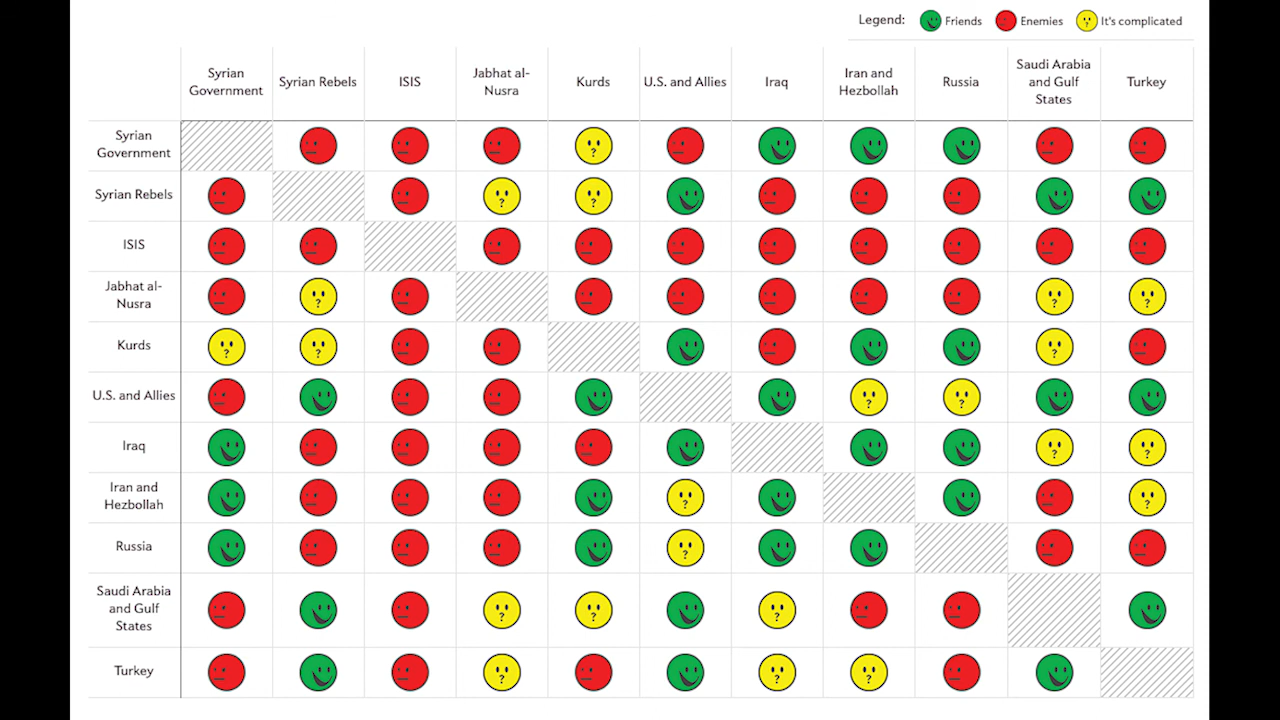 Legend: Friends Enemies It's complicated
Syrian Government
Syrian Rebels
ISIS
Jabhat al-Nusra
Kurds
U.S. and Allies
Iraq
Iran and Hezbollah
Russia
Saudi Arabia and Gulf States
Turkey
Syrian
Government
? 
Syrian Rebels
? ?
ISIS
Jabhat al-
Nusra
? ? ?
Kurds
? ? ?
U.S. and Allies
? ?
Iraq
? ?
Iran and
Hezbollah
? ?
Russia
?
Saudi Arabia
and Gulf
States
? ? ?
Turkey
? ? ?